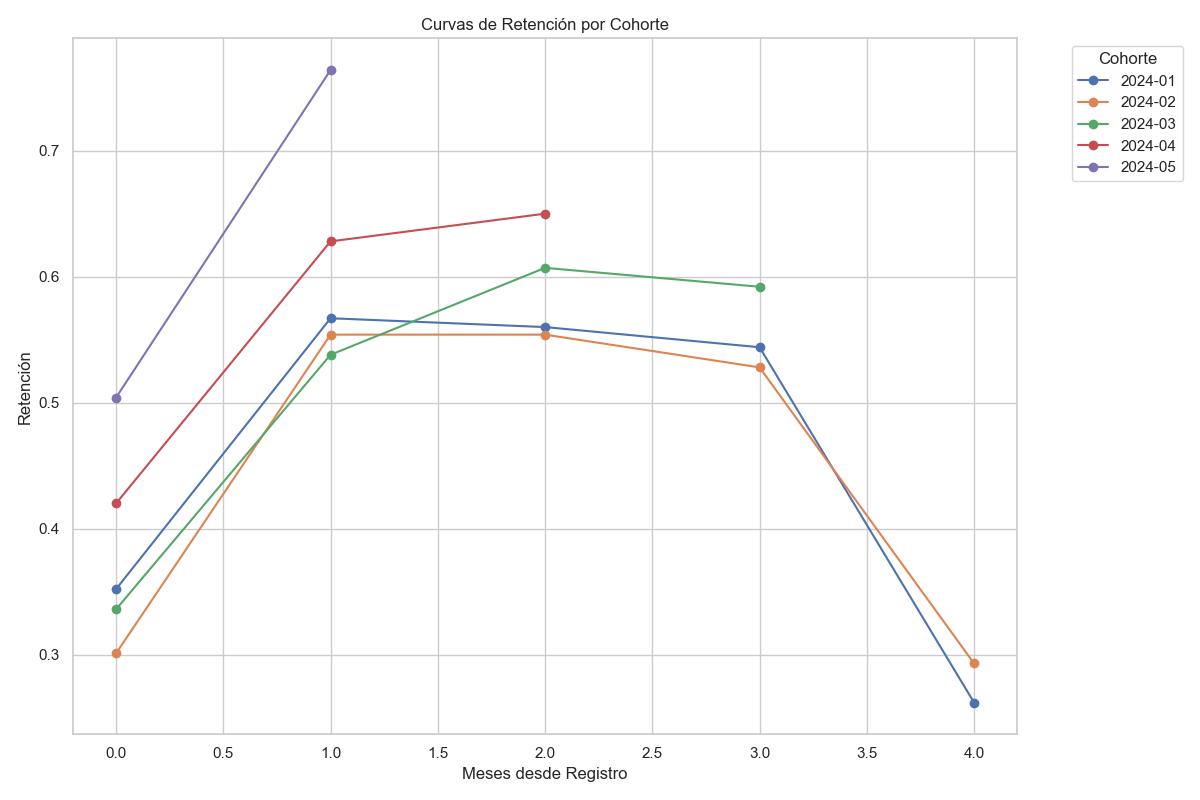 Curvas de Retención por Cohorte
Cohorte
2024-01
2024-02
2024-03
2024-04
2024-05
Retención
0.7
0.6
0.5
0.4
0.3
0.0 0.5 1.0 1.5 2.0 2.5 3.0 3.5 4.0
Meses desde Registro